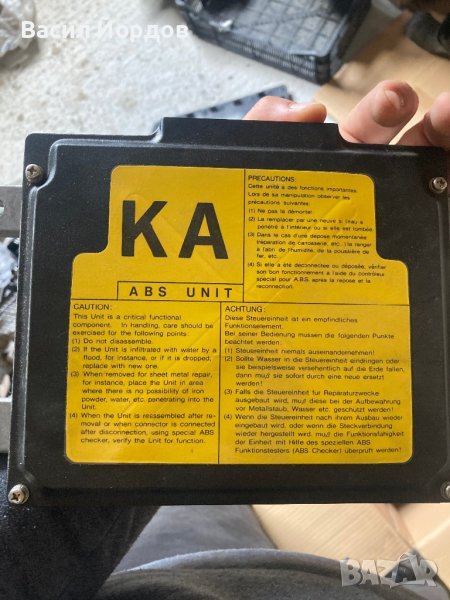 Васил Йордов
KA
ABS UNIT
PRECAUTIONS:
Cette unité a des fonctions importantes.
Lors de sa manipulation observer les
précautions suivantes:
(1) Ne pas la démonter.
(2) La remplacer par une neuve si l'eau a
pénétré à l'intérieur ou si elle est tombée.
(3) Dans le cas d'une dépose momentanée
(réparation de carrosserie, etc.) la ranger
à l'abri de l'humidité, de la poussière de
fer, etc..
(4) Si elle a été déconnectée ou déposée, vérifier
son bon fonctionnement à l'aide du contrôleur
spécial pour A.B.S. après la repose et la
reconnection.
CAUTION:
This Unit is a critical functional
component. In handling, care should be
exercised for the following points:
(1) Do not disassemble.
(2) If the Unit is infiltrated with water by a
flood, for instance, or if it is dropped,
replace with new one.
(3) When removed for sheet metal repair,
for instance, place the Unit in area
where there is no possibility of iron
powder, water, etc. penetrating into the
Unit.
(4) When the Unit is reassembled after re-
moval or when connector is connected
after disconnection, using special ABS
checker, verify the Unit for function.
ACHTUNG:
Diese Steuereinheit ist ein empfindliches
Funktionselement.
Bei seiner Bedienung müssen die folgenden Punkte
beachtet werden:
(1) Steuereinheit niemals auseinandernehmen!
(2) Sollte Wasser in die Steuereinheit eindringen oder
sie beispielsweise versehentlich auf die Erde fallen,
dann muß sie sofort durch eine neue ersetzt
werden!
(3) Falls die Steuereinheit für Reparaturzwecke
ausgebaut wird, muß diese bei der Aufbewahrung
vor Metallstaub, Wasser etc. geschützt werden!
(4) Wenn die Steuereinheit nach ihrem Ausbau wieder
eingebaut wird, oder wenn die Steckverbindung
wieder hergestellt wird, muß die Funktionsfähigkeit
der Einheit mit Hilfe des speziellen ABS
Funktionstesters (ABS Checker) überprüft werden!
BAZAR